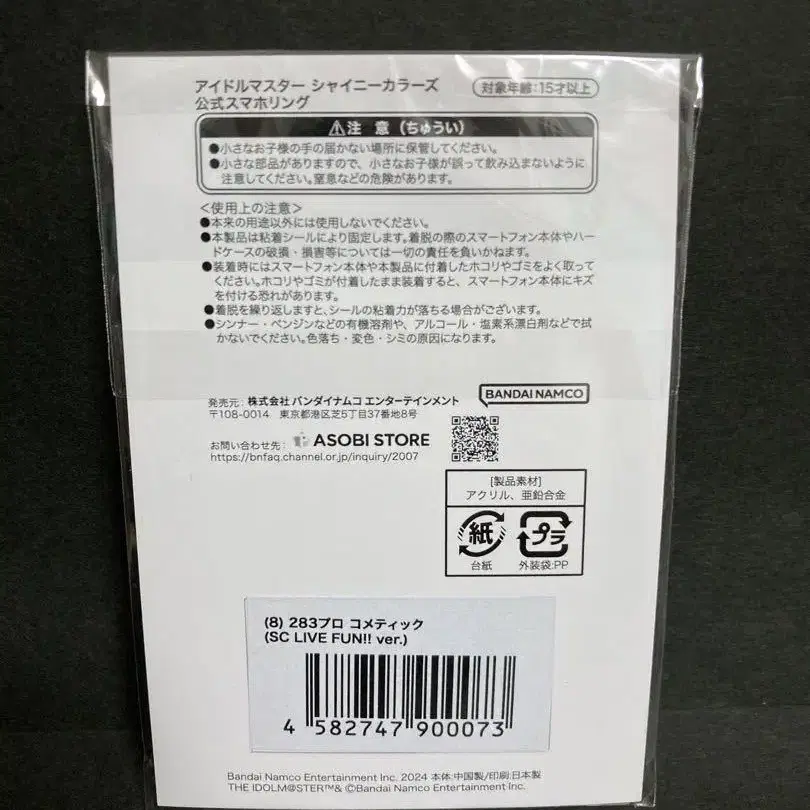 アイドルマスター シャイニーカラーズ
公式スマホリング
対象年齢:15才以上
⚠注 意 (ちゅうい)
●小さなお子様の手の届かない場所に保管してください。
●小さな部品がありますので、小さなお子様が誤って飲み込まないように
注意してください。窒息などの危険があります。
<使用上の注意>
●本来の用途以外には使用しないでください。
●本製品は粘着シールにより固定します。着脱の際のスマートフォン本体やハー
ドケースの破損・損害等については一切の責任を負いかねます。
●装着時にはスマートフォン本体や本製品に付着したホコリやゴミをよく取って
ください。ホコリやゴミが付着したまま装着すると、スマートフォン本体にキズ
を付ける恐れがあります。
●着脱を繰り返しますと、シールの粘着力が落ちる場合がございます。
●シンナー・ベンジンなどの有機溶剤や、アルコール・塩素系漂白剤などで拭
かないでください。色落ち・変色・シミの原因になります。
発売元: 株式会社 バンダイナムコ エンターテインメント
〒108-0014 東京都港区芝5丁目37番地8号
BANDAI NAMCO
お問い合わせ先: ASOBI STORE
https://bnfaq.channel.or.jp/inquiry/2007
[製品素材]
アクリル、亜鉛合金
紙
台紙
プラ
外装袋:PP
(8) 283プロ コメティック
(SC LIVE FUN!! ver.)
4 582747 900073
Bandai Namco Entertainment Inc. 2024 本体:中国製/印刷:日本製
THE IDOLM@STER™& ©Bandai Namco Entertainment Inc.